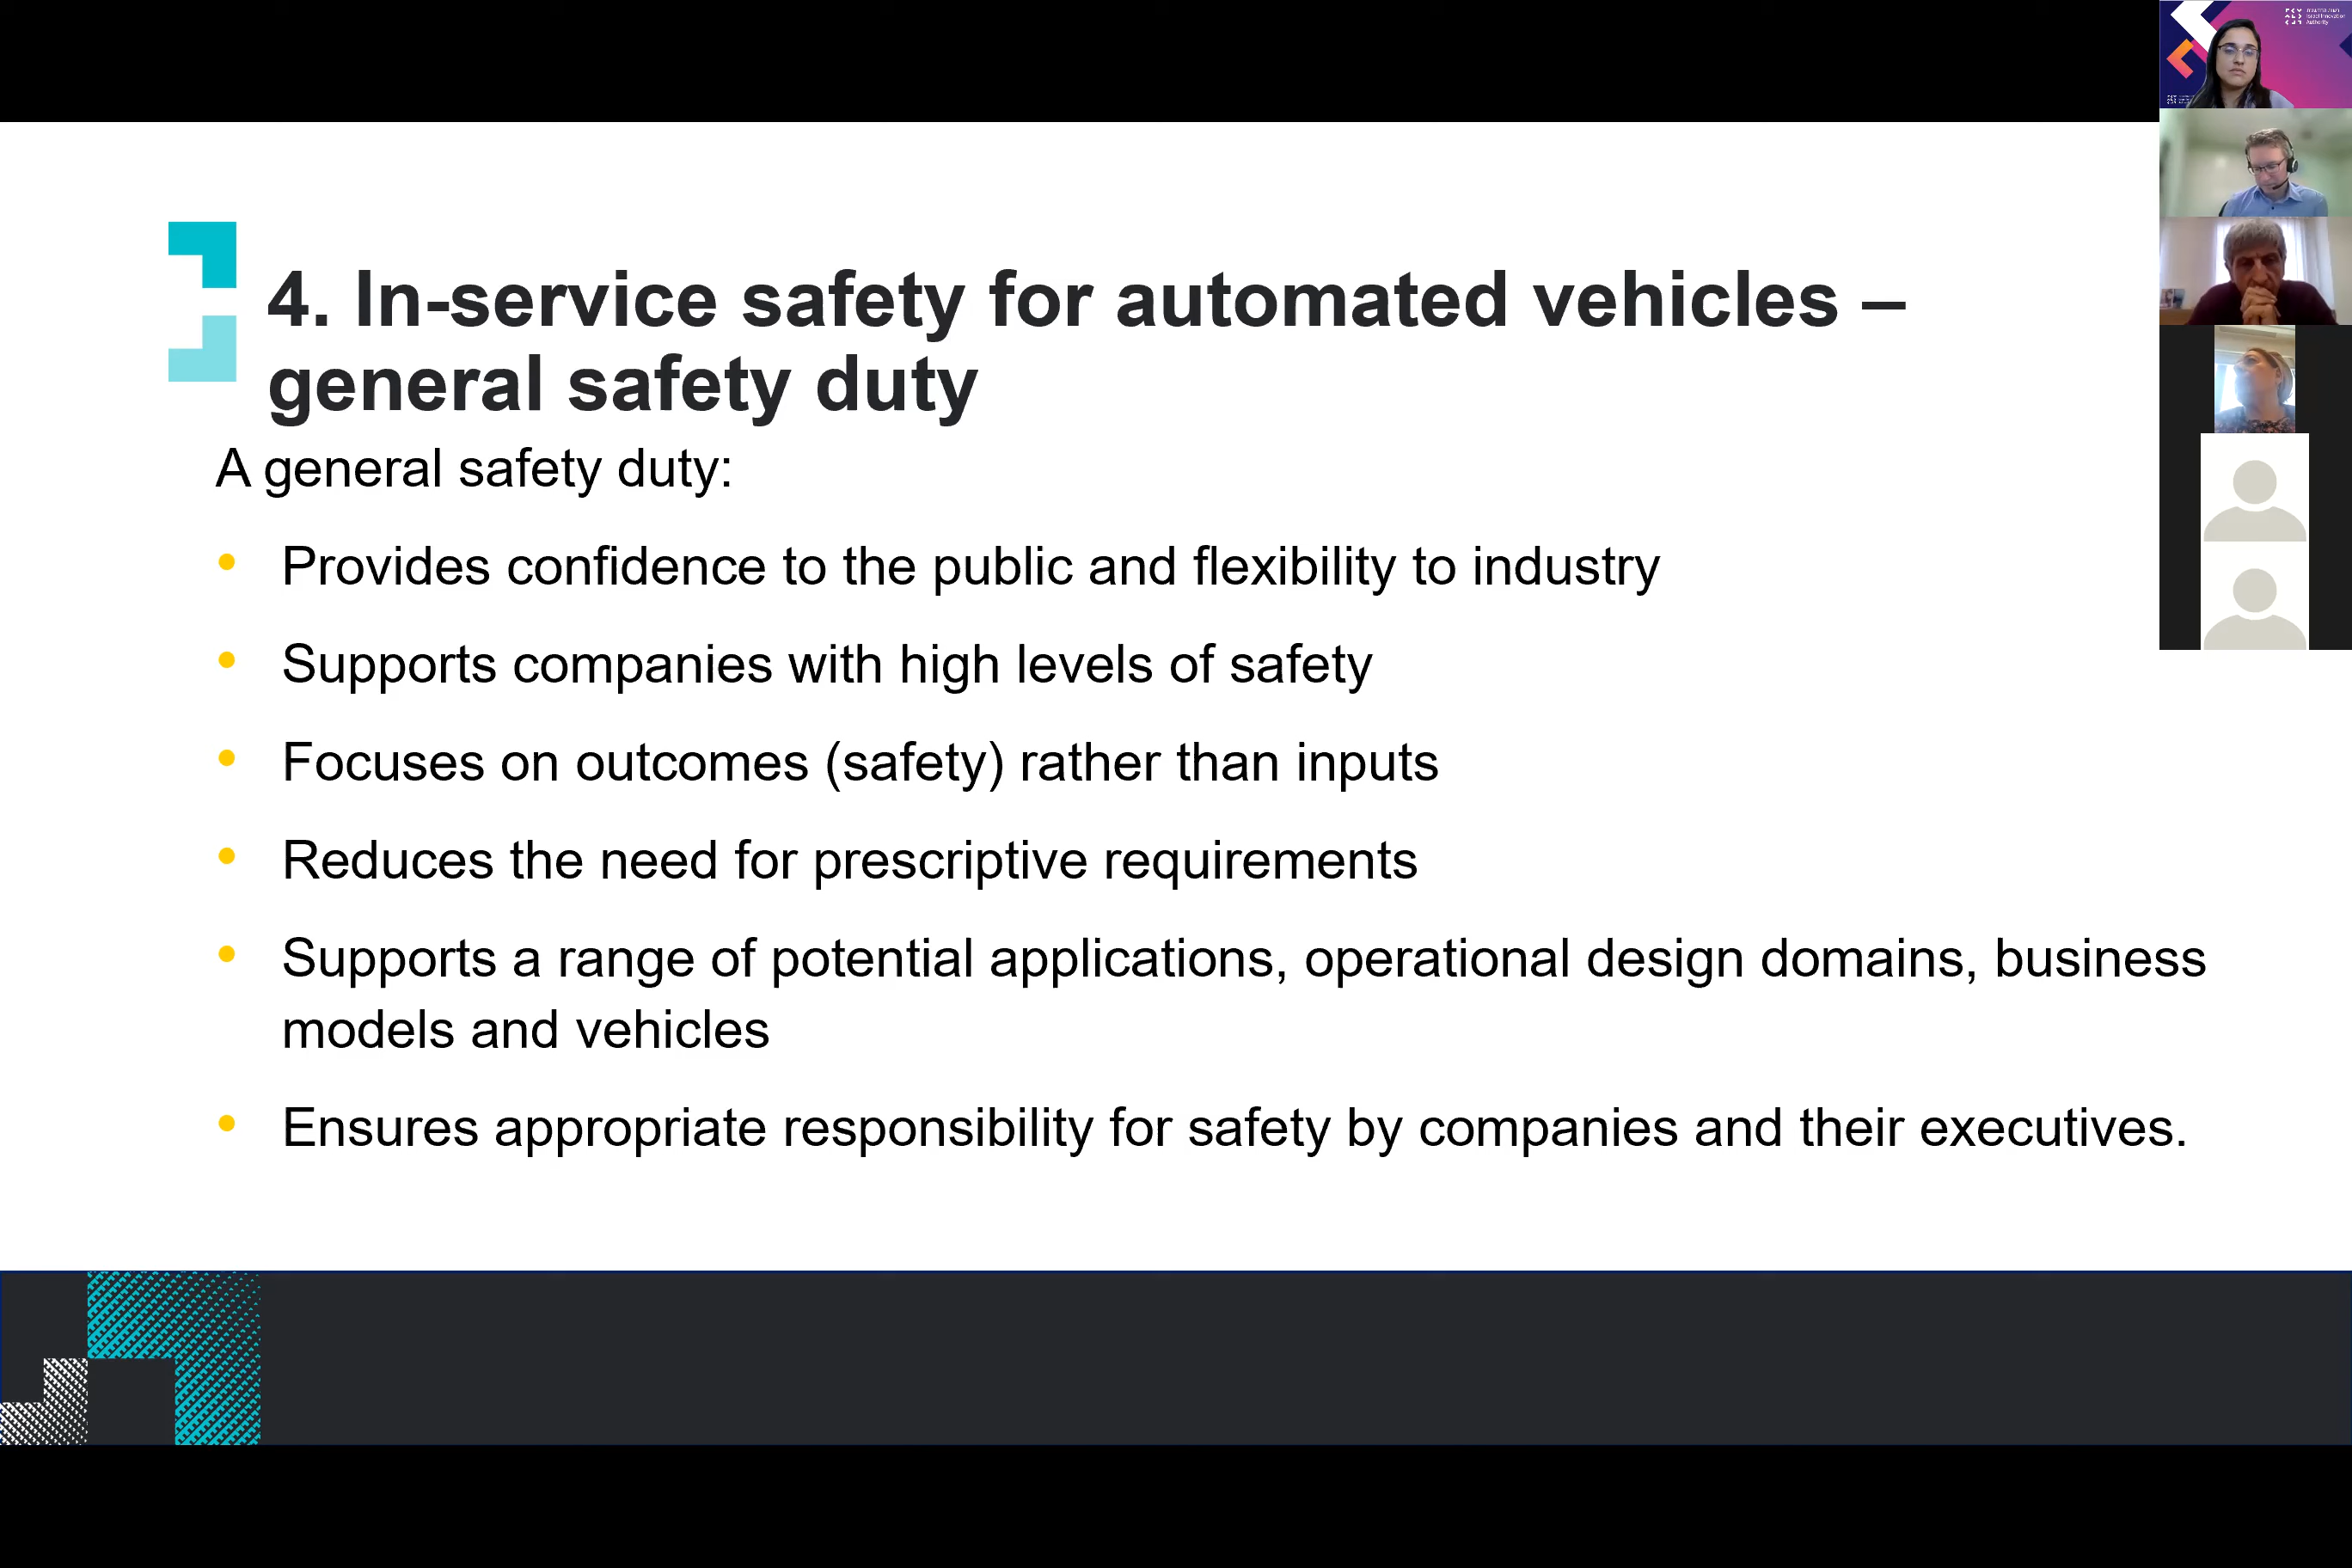 4. In-service safety for automated vehicles –
general safety duty
A general safety duty:
• Provides confidence to the public and flexibility to industry
• Supports companies with high levels of safety
• Focuses on outcomes (safety) rather than inputs
• Reduces the need for prescriptive requirements
• Supports a range of potential applications, operational design domains, business
models and vehicles
• Ensures appropriate responsibility for safety by companies and their executives.
Israel Innovation
Authority